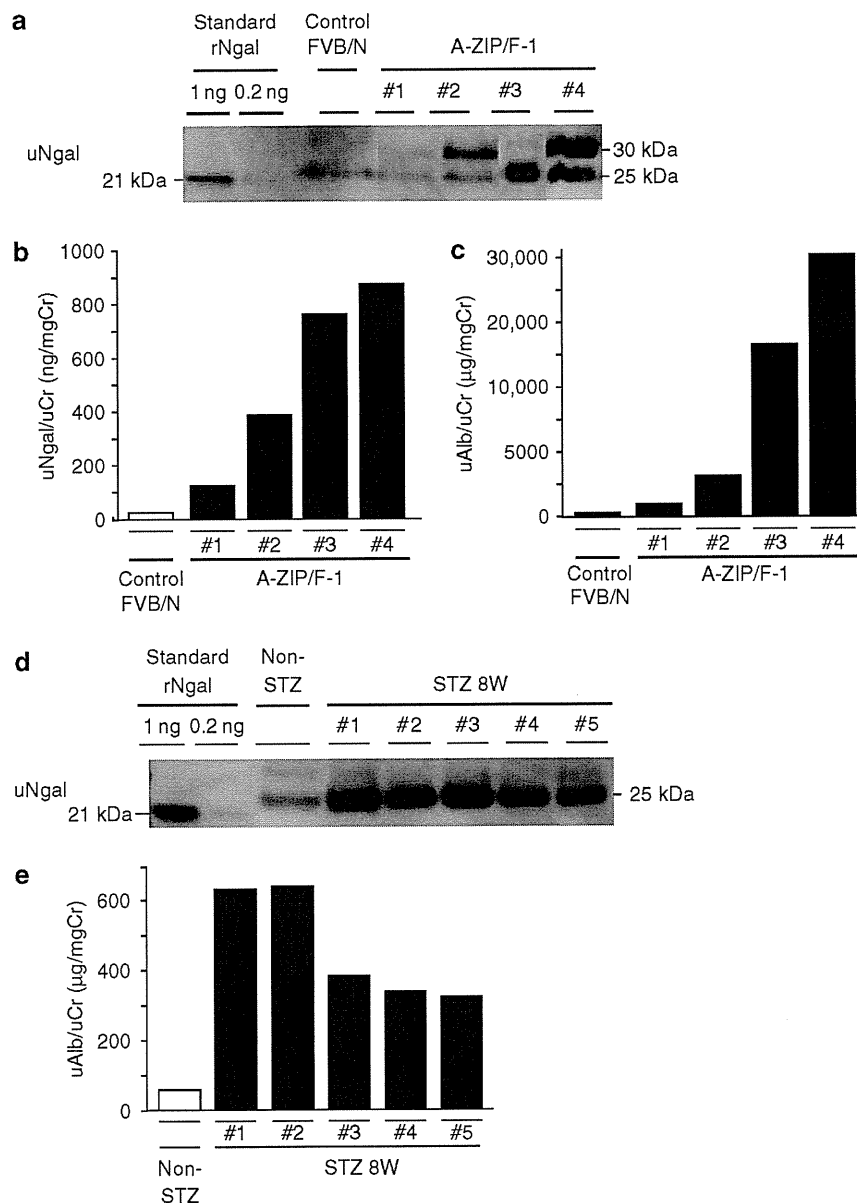 a
Standard rNgal
Control FVB/N
A-ZIP/F-1
1 ng 0.2 ng
#1 #2 #3 #4
uNgal
21 kDa
30 kDa
25 kDa
b
uNgal/uCr (ng/mgCr)
1000
800
600
400
200
0
#1 #2 #3 #4
Control FVB/N
A-ZIP/F-1
c
uAlb/uCr (μg/mgCr)
30,000
20,000
10,000
5000
0
#1 #2 #3 #4
Control FVB/N
A-ZIP/F-1
d
Standard rNgal
Non-STZ
STZ 8W
1 ng 0.2 ng
#1 #2 #3 #4 #5
uNgal
21 kDa
25 kDa
e
uAlb/uCr (μg/mgCr)
600
400
200
0
#1 #2 #3 #4 #5
Non-STZ
STZ 8W